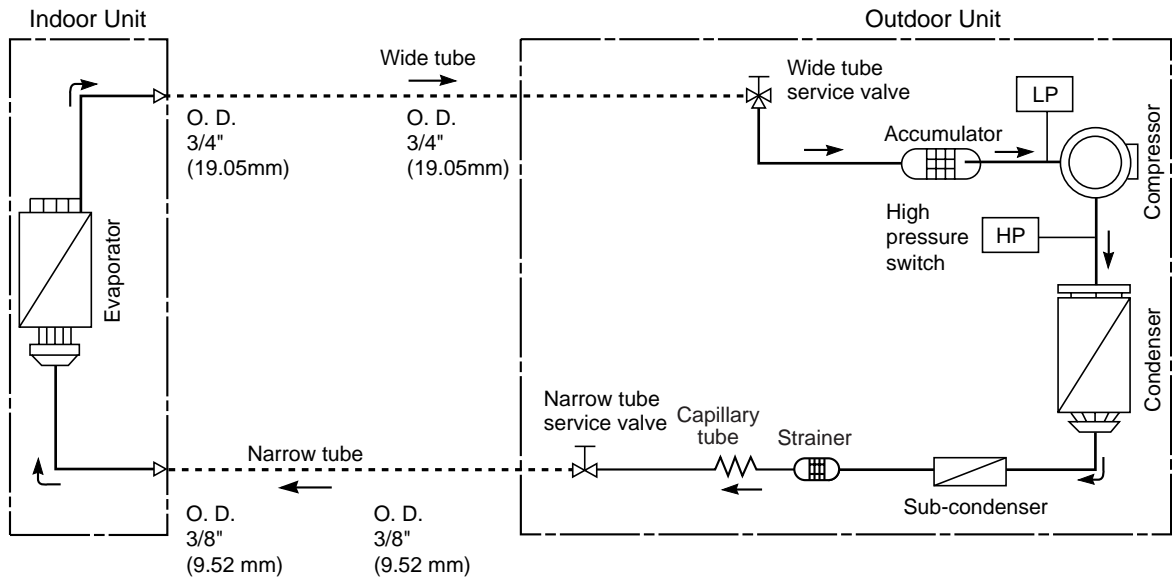 Indoor Unit
Outdoor Unit
Wide tube
Wide tube
service valve
LP
O. D.
3/4"
(19.05mm)
O. D.
3/4"
(19.05mm)
Accumulator
Compressor
High
pressure
switch
HP
Evaporator
Condenser
Narrow tube
service valve
Capillary
tube
Strainer
Narrow tube
Sub-condenser
O. D.
3/8"
(9.52 mm)
O. D.
3/8"
(9.52 mm)